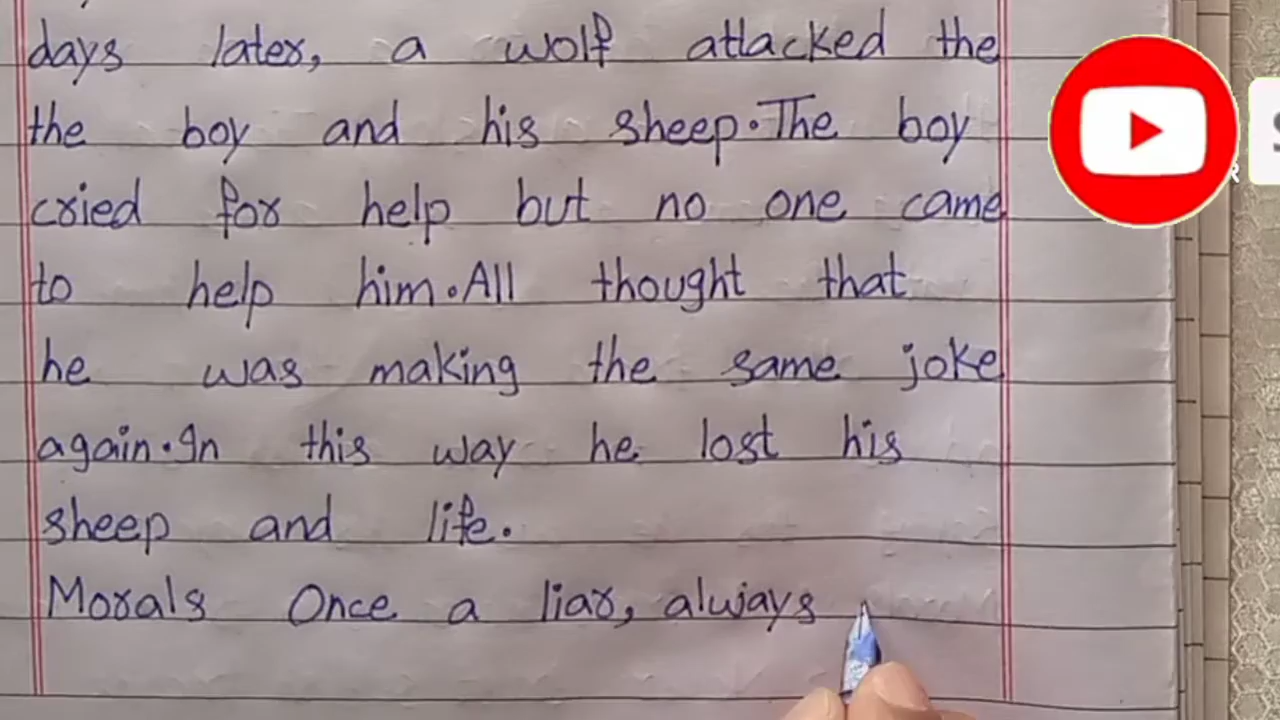 days later, a wolf attacked the
the boy and his sheep. The boy
cried for help but no one came
to help him. All thought that
he was making the same joke
again. In this way he lost his
sheep and life.
Morals Once a liar, always